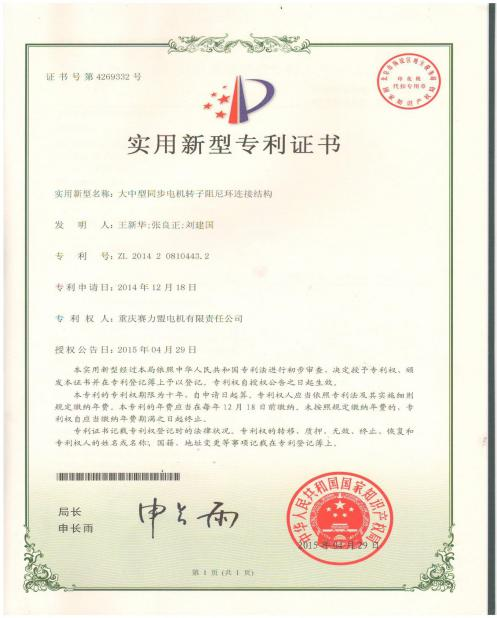 证书号第4269332号
印花税
代扣专用章
实用新型专利证书
实用新型名称：大中型同步电机转子阻尼环连接结构
发 明 人：王新华;张良正;刘建国
专 利 号：ZL 2014 2 0810443.2
专利申请日：2014年12月18日
专 利 权 人：重庆赛力盟电机有限责任公司
授权公告日：2015年04月29日
本实用新型经过本局依照中华人民共和国专利法进行初步审查，决定授予专利权，颁
发本证书并在专利登记簿上予以登记。专利权自授权公告之日起生效。
本专利的专利权期限为十年，自申请日起算。专利权人应当依照专利法及其实施细则
规定缴纳年费。本专利的年费应当在每年12月18日前缴纳。未按照规定缴纳年费的，专
利权自应当缴纳年费期满之日起终止。
专利证书记载专利权登记时的法律状况。专利权的转移、质押、无效、终止、恢复和
专利权人的姓名或名称、国籍、地址变更等事项记载在专利登记簿上。
局长
申长雨
申长雨
中华人民共和国国家知识产权局
2015年04月29日
第 1 页 (共 1 页)